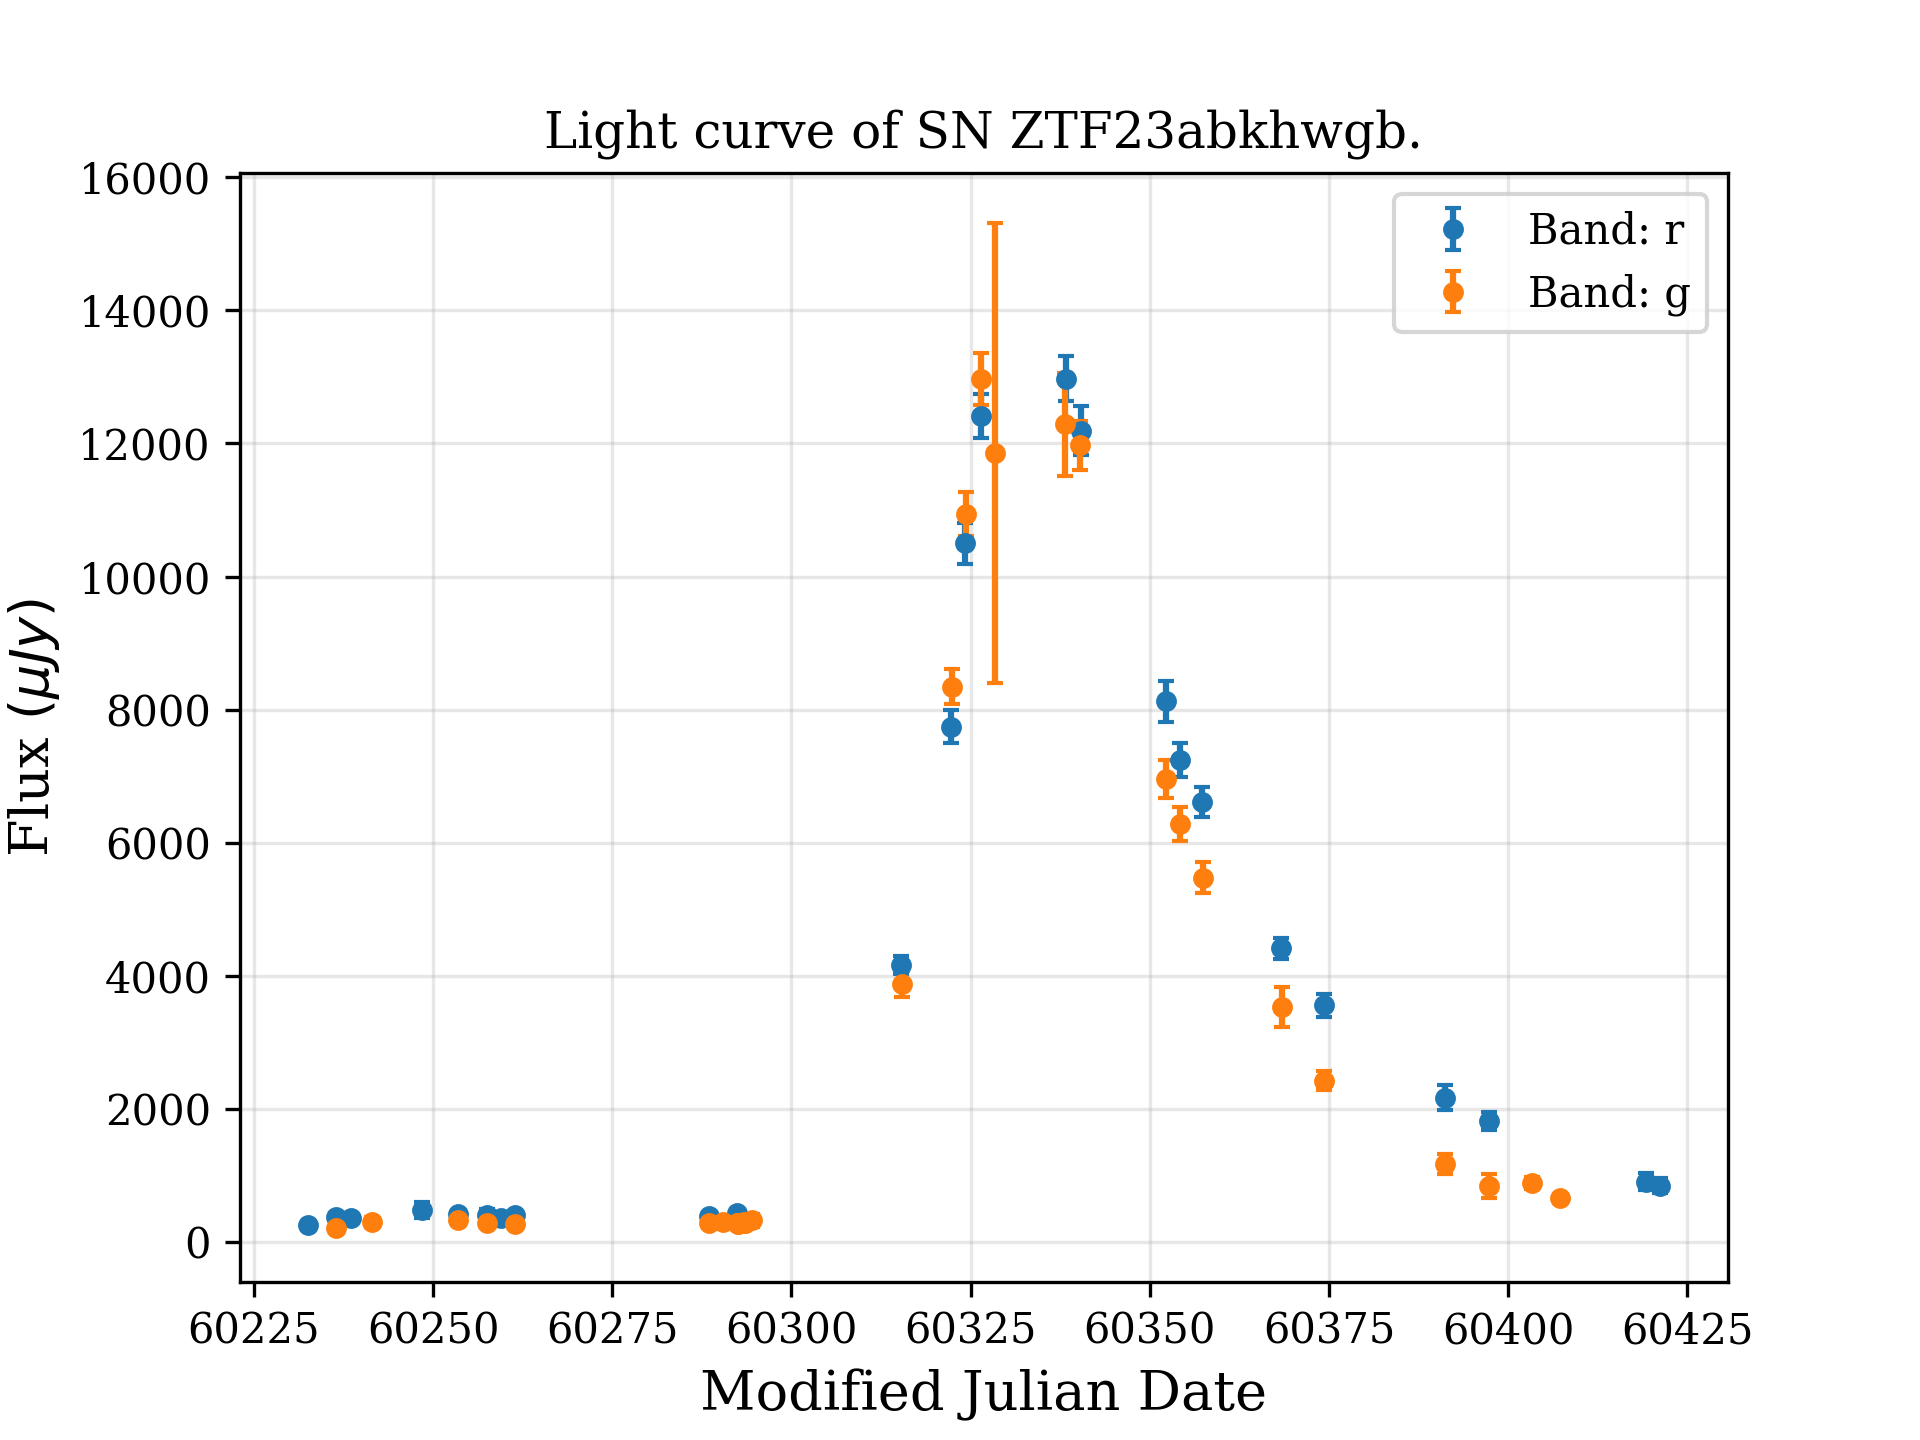 Light curve of SN ZTF23abkhwgb.
16000
14000
12000
10000
8000
6000
4000
2000
0
Flux (μJy)
Band: r
Band: g
60225 60250 60275 60300 60325 60350 60375 60400 60425
Modified Julian Date